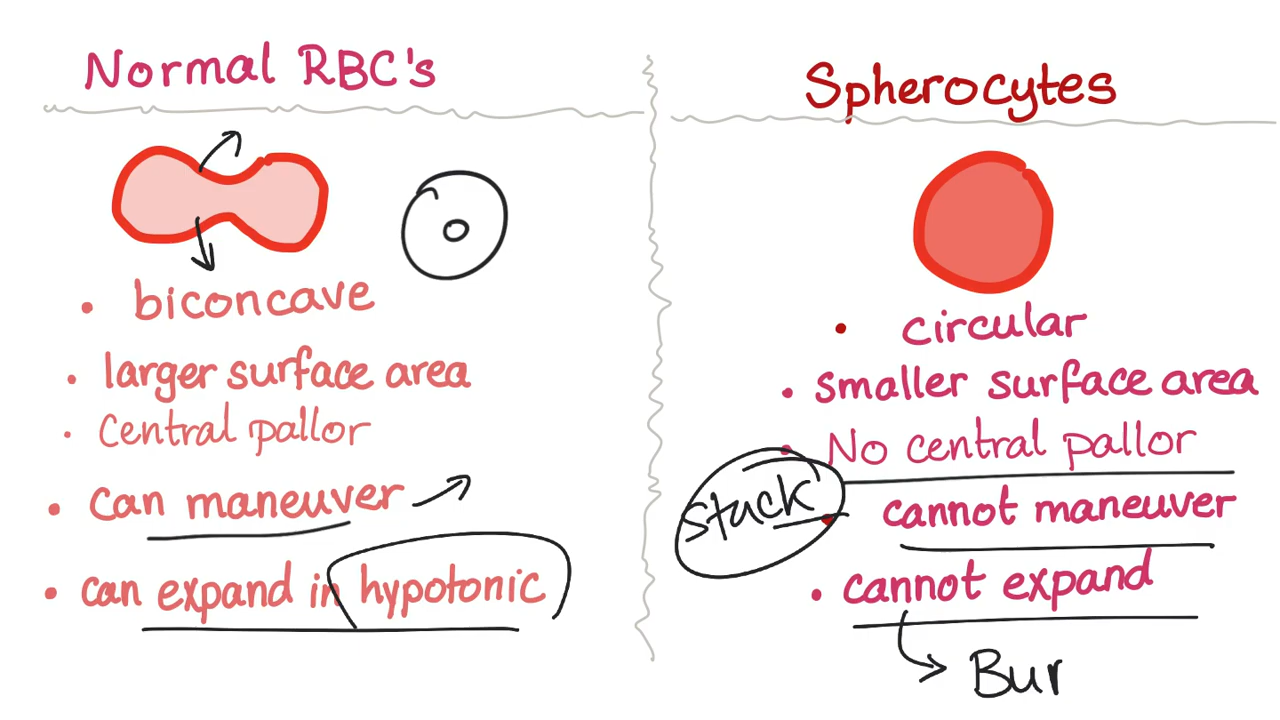 Normal RBC's
• biconcave
• larger surface area
• Central pallor
• Can maneuver
• can expand in hypotonic
Spherocytes
• circular
• smaller surface area
• No central pallor
stuck
cannot maneuver
• cannot expand
Bur